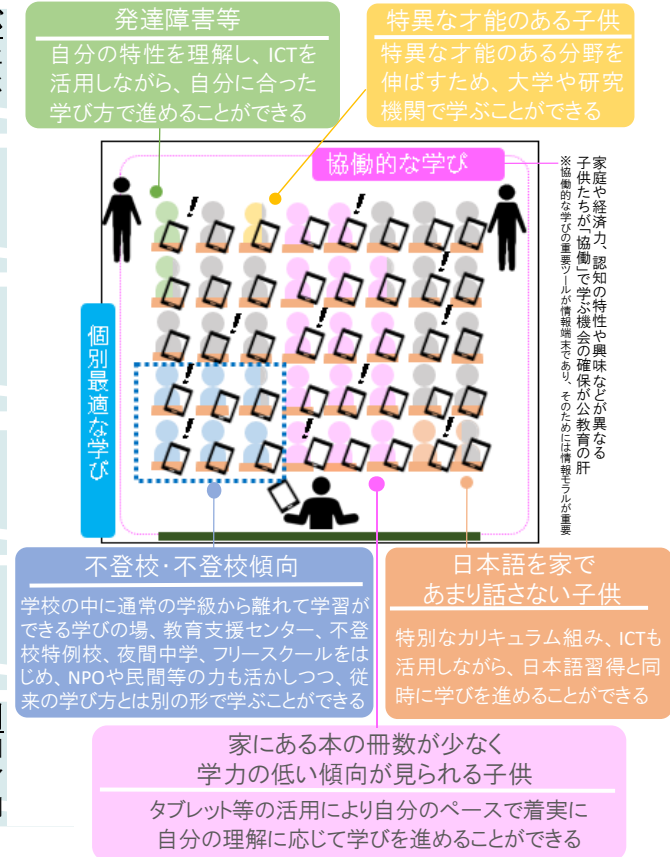 発達障害等
自分の特性を理解し、ICTを
活用しながら、自分に合った
学び方で進めることができる
特異な才能のある子供
特異な才能のある分野を
伸ばすため、大学や研究
機関で学ぶことができる
協働的な学び
家庭や経済力、認知の特性や興味などが異なる
子供たちが「協働」で学ぶ機会の確保が公教育の肝
※協働的な学びの重要ツールが情報端末であり、そのためには情報モラルが重要
個別最適な学び
不登校・不登校傾向
学校の中に通常の学級から離れて学習が
できる学びの場、教育支援センター、不登
校特例校、夜間中学、フリースクールをは
じめ、NPOや民間等の力も活かしつつ、従
来の学び方とは別の形で学ぶことができる
日本語を家で
あまり話さない子供
特別なカリキュラム組み、ICTも
活用しながら、日本語習得と同
時に学びを進めることができる
家にある本の冊数が少なく
学力の低い傾向が見られる子供
タブレット等の活用により自分のペースで着実に
自分の理解に応じて学びを進めることができる